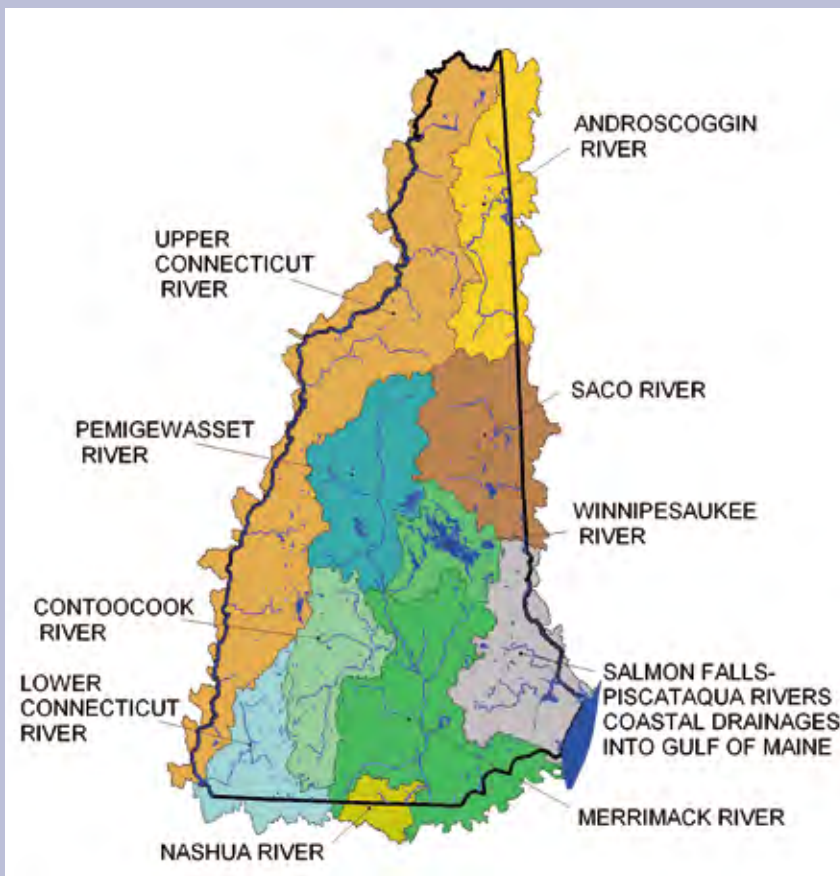 ANDROSCOGGIN
RIVER
UPPER
CONNECTICUT
RIVER
SACO RIVER
PEMIGEWASSET
RIVER
WINNIPESAUKEE
RIVER
CONTOOCOOK
RIVER
LOWER
CONNECTICUT
RIVER
SALMON FALLS-
PISCATAQUA RIVERS
COASTAL DRAINAGES
INTO GULF OF MAINE
MERRIMACK RIVER
NASHUA RIVER